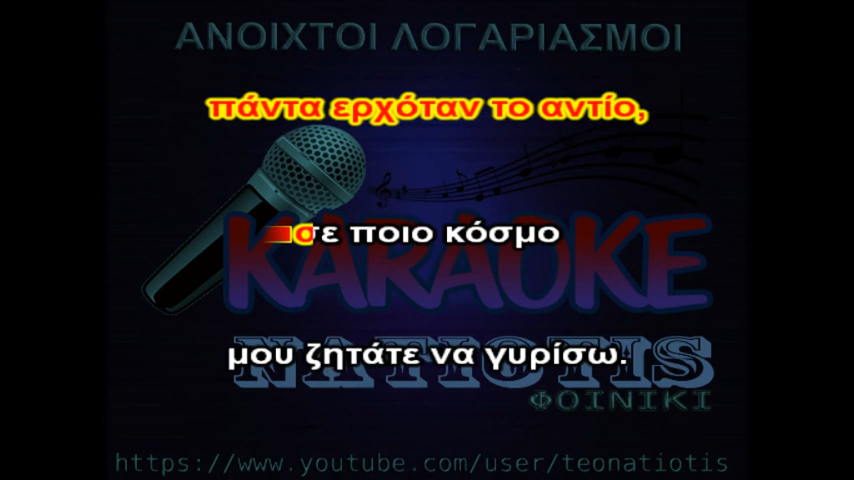 ΑΝΟΙΧΤΟΙ ΛΟΓΑΡΙΑΣΜΟΙ
πάντα ερχόταν το αντίο,
σε ποιο κόσμο
KARAOKE
μου ζητάτε να γυρίσω.
NATIOTIS
ΦΟΙΝΙΚΙ
https://www.youtube.com/user/teonatiotis